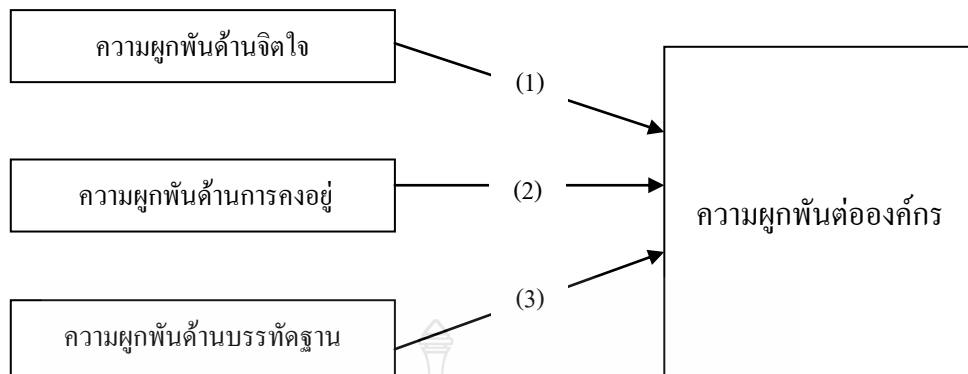 ความผูกพันด้านจิตใจ
(1)
ความผูกพันด้านการคงอยู่
(2)
ความผูกพันต่อองค์กร
(3)
ความผูกพันด้านบรรทัดฐาน